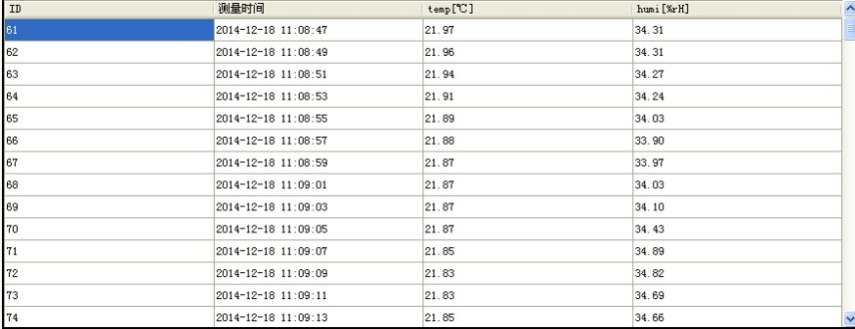 ID 测量时间 temp[℃] humi[%rH]
61 2014-12-18 11:08:47 21.97 34.31
62 2014-12-18 11:08:49 21.96 34.31
63 2014-12-18 11:08:51 21.94 34.27
64 2014-12-18 11:08:53 21.91 34.24
65 2014-12-18 11:08:55 21.89 34.03
66 2014-12-18 11:08:57 21.88 33.90
67 2014-12-18 11:08:59 21.87 33.97
68 2014-12-18 11:09:01 21.87 34.03
69 2014-12-18 11:09:03 21.87 34.10
70 2014-12-18 11:09:05 21.87 34.43
71 2014-12-18 11:09:07 21.85 34.89
72 2014-12-18 11:09:09 21.83 34.82
73 2014-12-18 11:09:11 21.83 34.69
74 2014-12-18 11:09:13 21.85 34.66